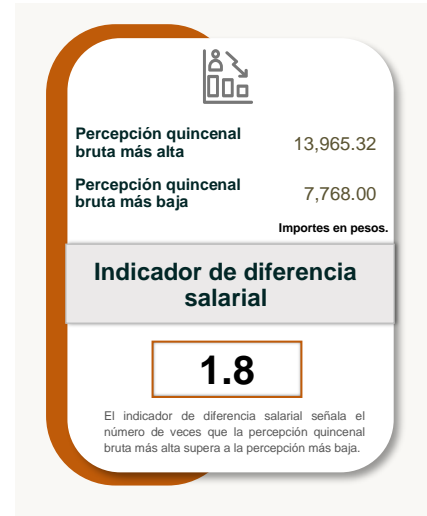 Percepción quincenal
bruta más alta
13,965.32
Percepción quincenal
bruta más baja
7,768.00
Importes en pesos.
Indicador de diferencia
salarial
1.8
El indicador de diferencia salarial señala el
número de veces que la percepción quincenal
bruta más alta supera a la percepción más baja.